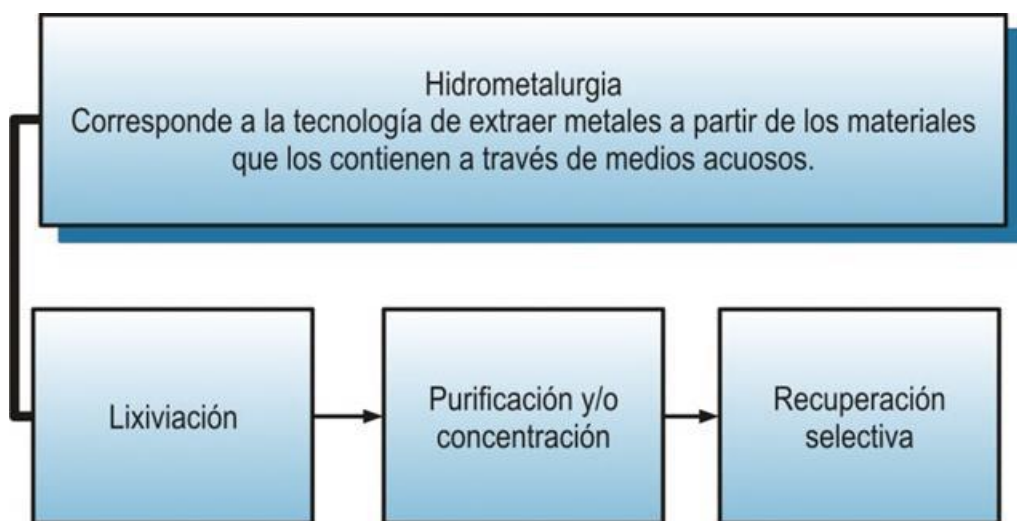 Hidrometalurgia
Corresponde a la tecnología de extraer metales a partir de los materiales
que los contienen a través de medios acuosos.
Lixiviación
Purificación y/o
concentración
Recuperación
selectiva